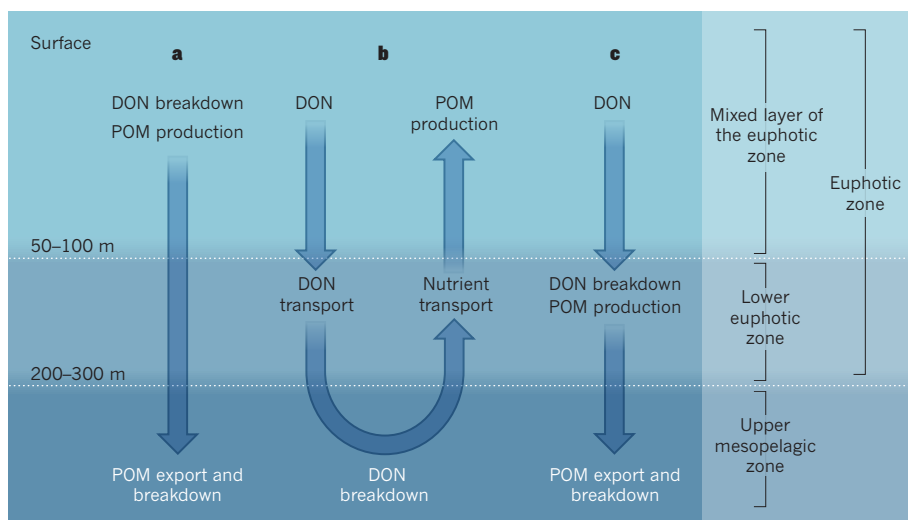 Surface
a
b
c
DON breakdown
POM production
DON
POM
production
DON
Mixed layer of
the euphotic
zone
Euphotic
zone
50–100 m
DON
transport
Nutrient
transport
DON breakdown
POM production
Lower
euphotic
zone
200–300 m
Upper
mesopelagic
zone
POM export and
breakdown
DON
breakdown
POM export and
breakdown